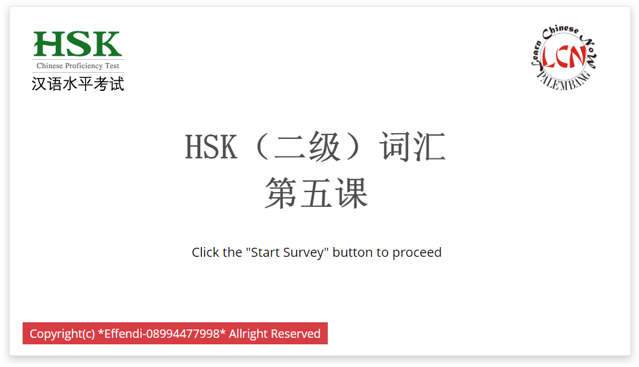 HSK
Chinese Proficiency Test
汉语水平考试
Learn Chinese Now
LCN
PALEMBANG
HSK（二级）词汇
第五课
Click the "Start Survey" button to proceed
Copyright(c) *Effendi-08994477998* Allright Reserved